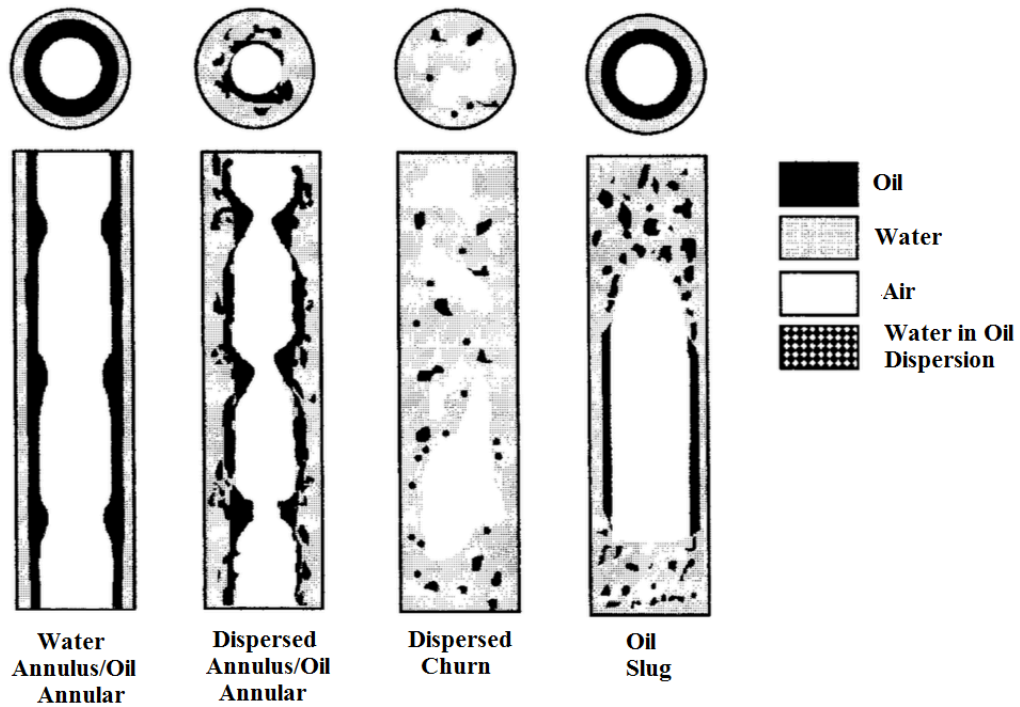 Oil
Water
Air
Water in Oil
Dispersion
Water
Annulus/Oil
Annular
Dispersed
Annulus/Oil
Annular
Dispersed
Churn
Oil
Slug